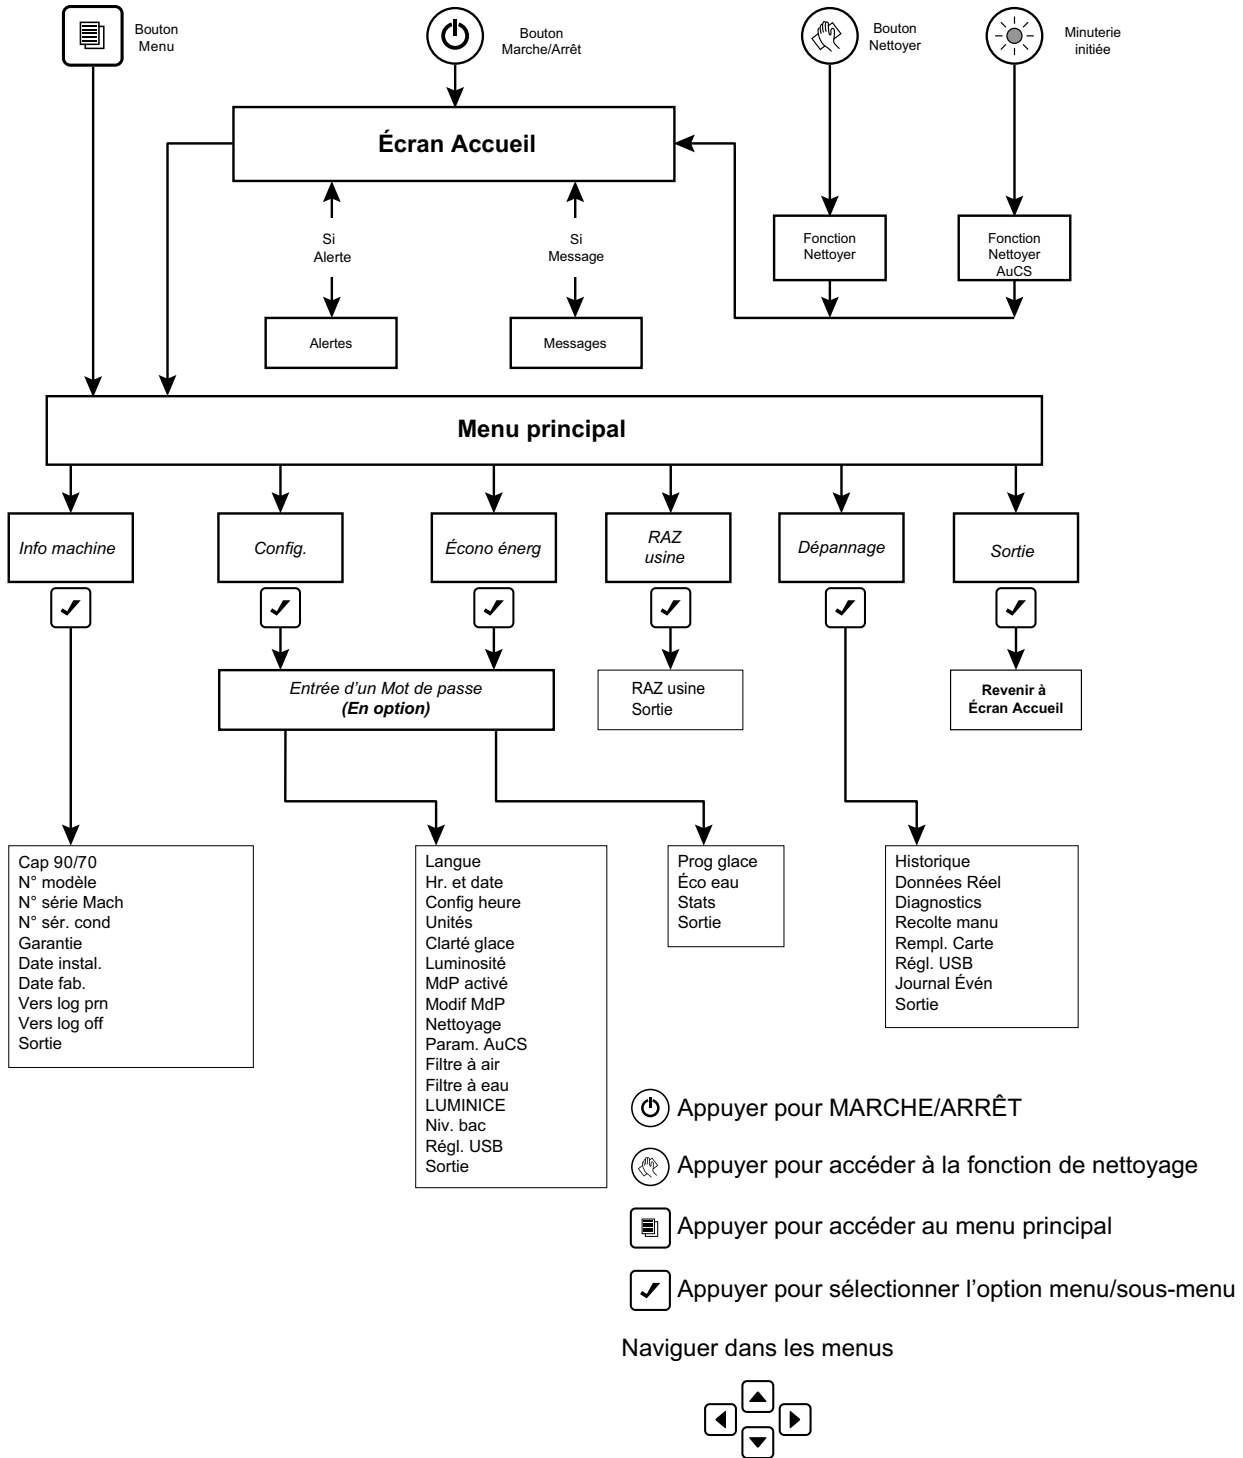 Bouton
Menu
Bouton
Marche/Arrêt
Bouton
Nettoyer
Minuterie
initiée
Écran Accueil
Si
Alerte
Si
Message
Fonction
Nettoyer
Fonction
Nettoyer
AuCS
Alertes
Messages
Menu principal
Info machine
Config.
Écono énerg
RAZ
usine
Dépannage
Sortie
Entrée d'un Mot de passe
(En option)
RAZ usine
Sortie
Revenir à
Écran Accueil
Cap 90/70
N° modèle
N° série Mach
N° sér. cond
Garantie
Date instal.
Date fab.
Vers log prn
Vers log off
Sortie
Langue
Hr. et date
Config heure
Unités
Clarté glace
Luminosité
MdP activé
Modif MdP
Nettoyage
Param. AuCS
Filtre à air
Filtre à eau
LUMINICE
Niv. bac
Régl. USB
Sortie
Prog glace
Éco eau
Stats
Sortie
Historique
Données Réel
Diagnostics
Recolte manu
Rempl. Carte
Régl. USB
Journal Évén
Sortie
Appuyer pour MARCHE/ARRÊT
Appuyer pour accéder à la fonction de nettoyage
Appuyer pour accéder au menu principal
Appuyer pour sélectionner l'option menu/sous-menu
Naviguer dans les menus